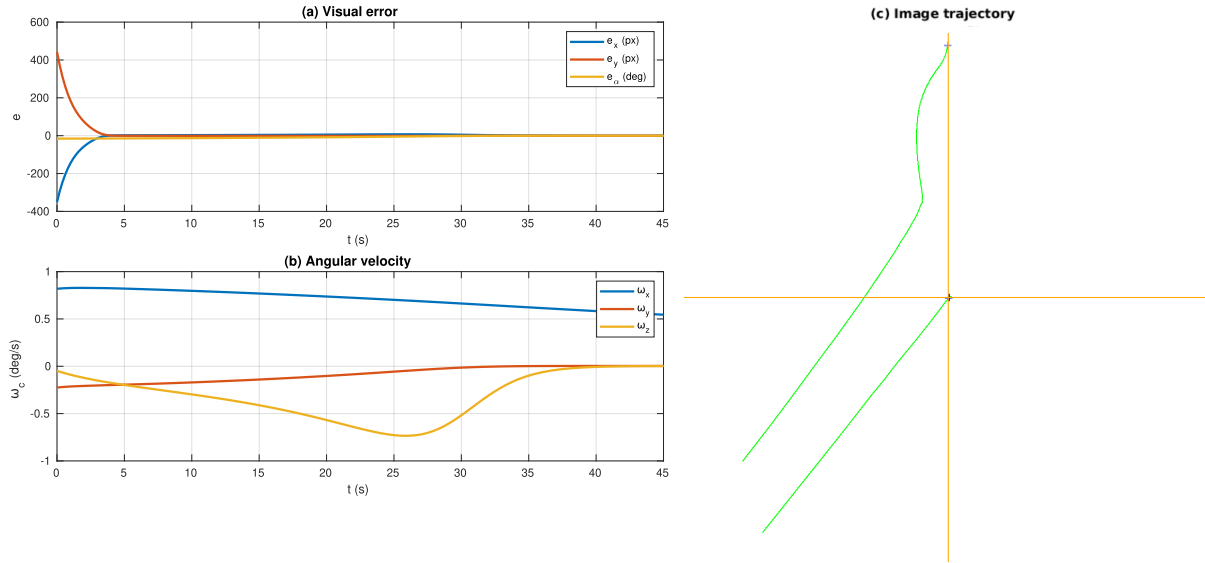 (a) Visual error
600
400
200
0
-200
-400
e
e_x (px)
e_y (px)
e_α (deg)
0 5 10 15 20 25 30 35 40 45
t (s)
(b) Angular velocity
1
0.5
0
-0.5
-1
ω_c (deg/s)
ω_x
ω_y
ω_z
0 5 10 15 20 25 30 35 40 45
t (s)
(c) Image trajectory